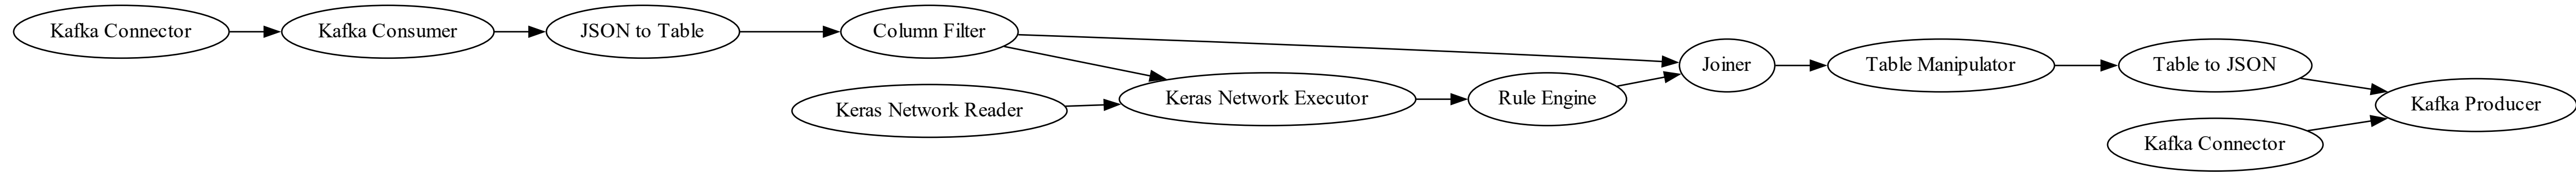 Kafka Connector
Kafka Consumer
JSON to Table
Column Filter
Keras Network Reader
Keras Network Executor
Rule Engine
Joiner
Table Manipulator
Table to JSON
Kafka Connector
Kafka Producer